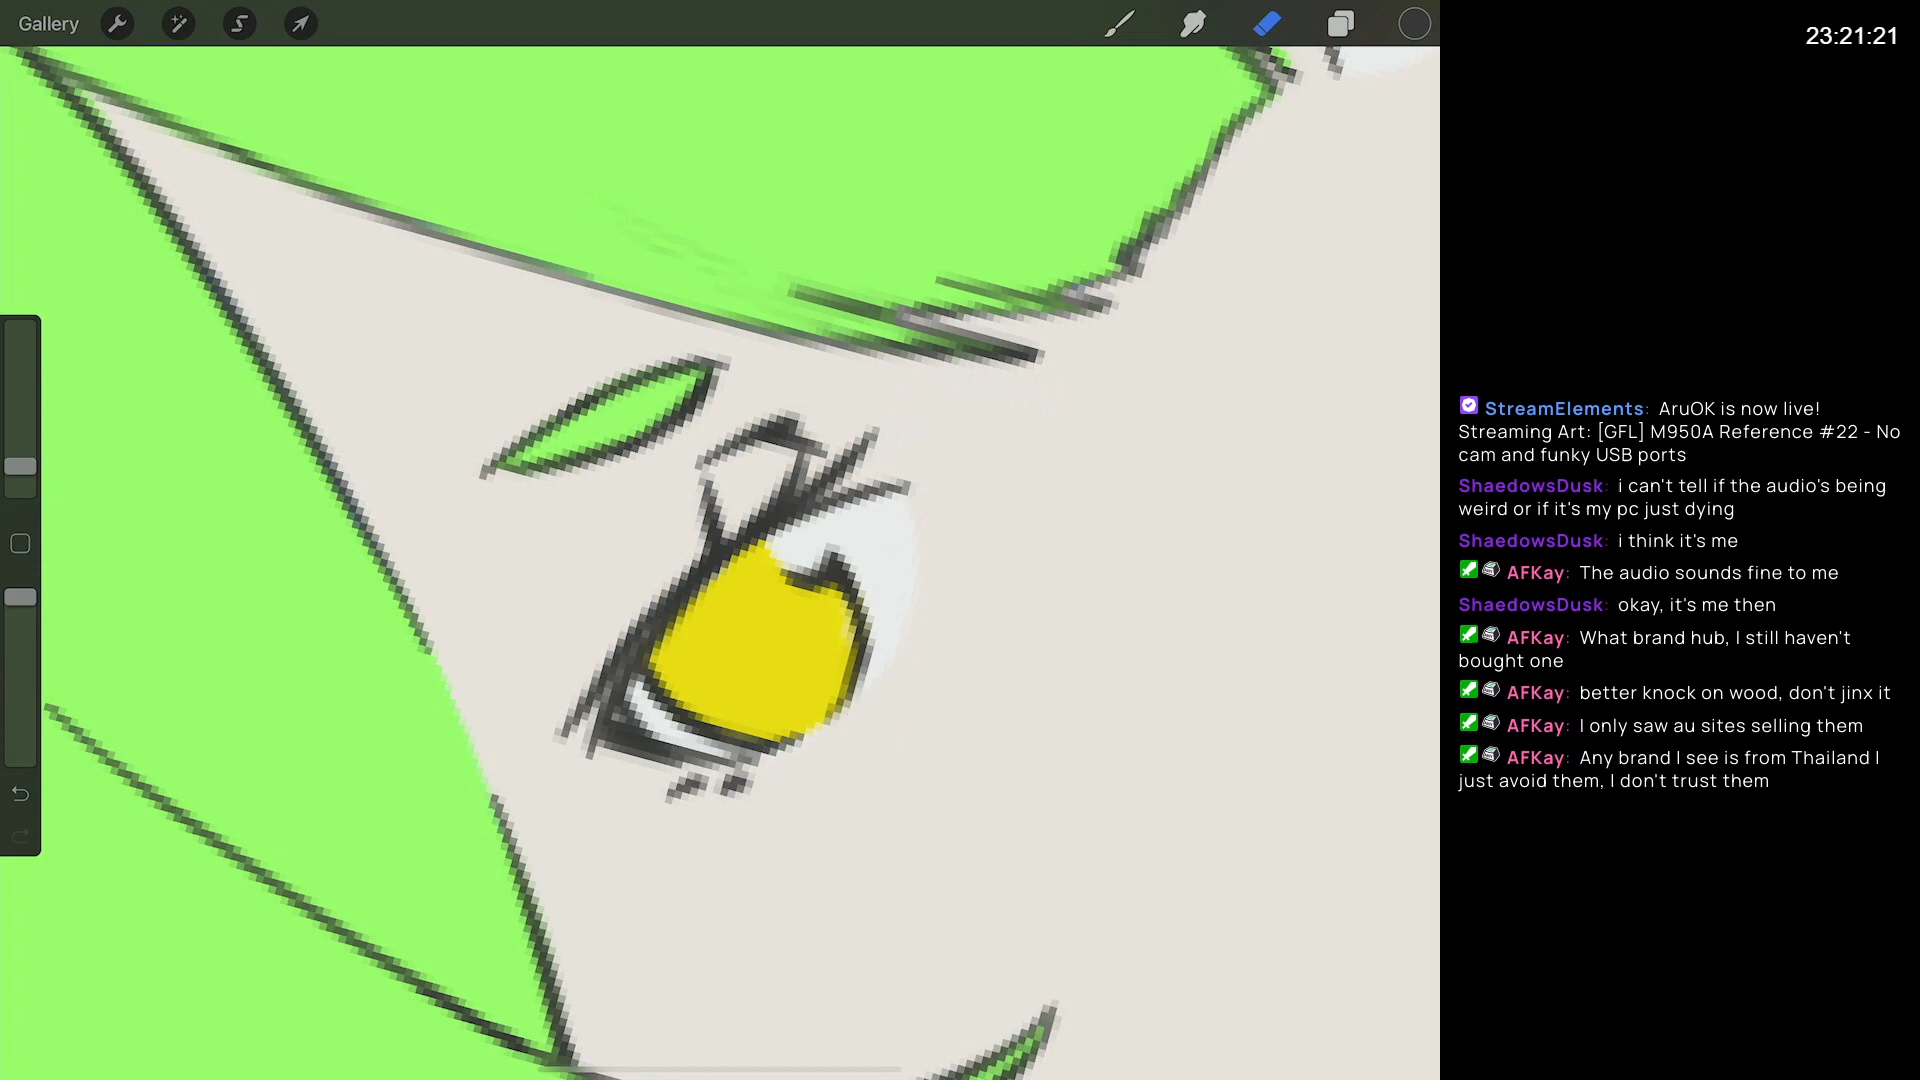 Gallery
23:21:21
StreamElements: AruOK is now live!
Streaming Art: [GFL] M950A Reference #22 - No
cam and funky USB ports
ShaedowsDusk: i can't tell if the audio's being
weird or if it's my pc just dying
ShaedowsDusk: i think it's me
AFKay: The audio sounds fine to me
ShaedowsDusk: okay, it's me then
AFKay: What brand hub, I still haven't
bought one
AFKay: better knock on wood, don't jinx it
AFKay: I only saw au sites selling them
AFKay: Any brand I see is from Thailand I
just avoid them, I don't trust them